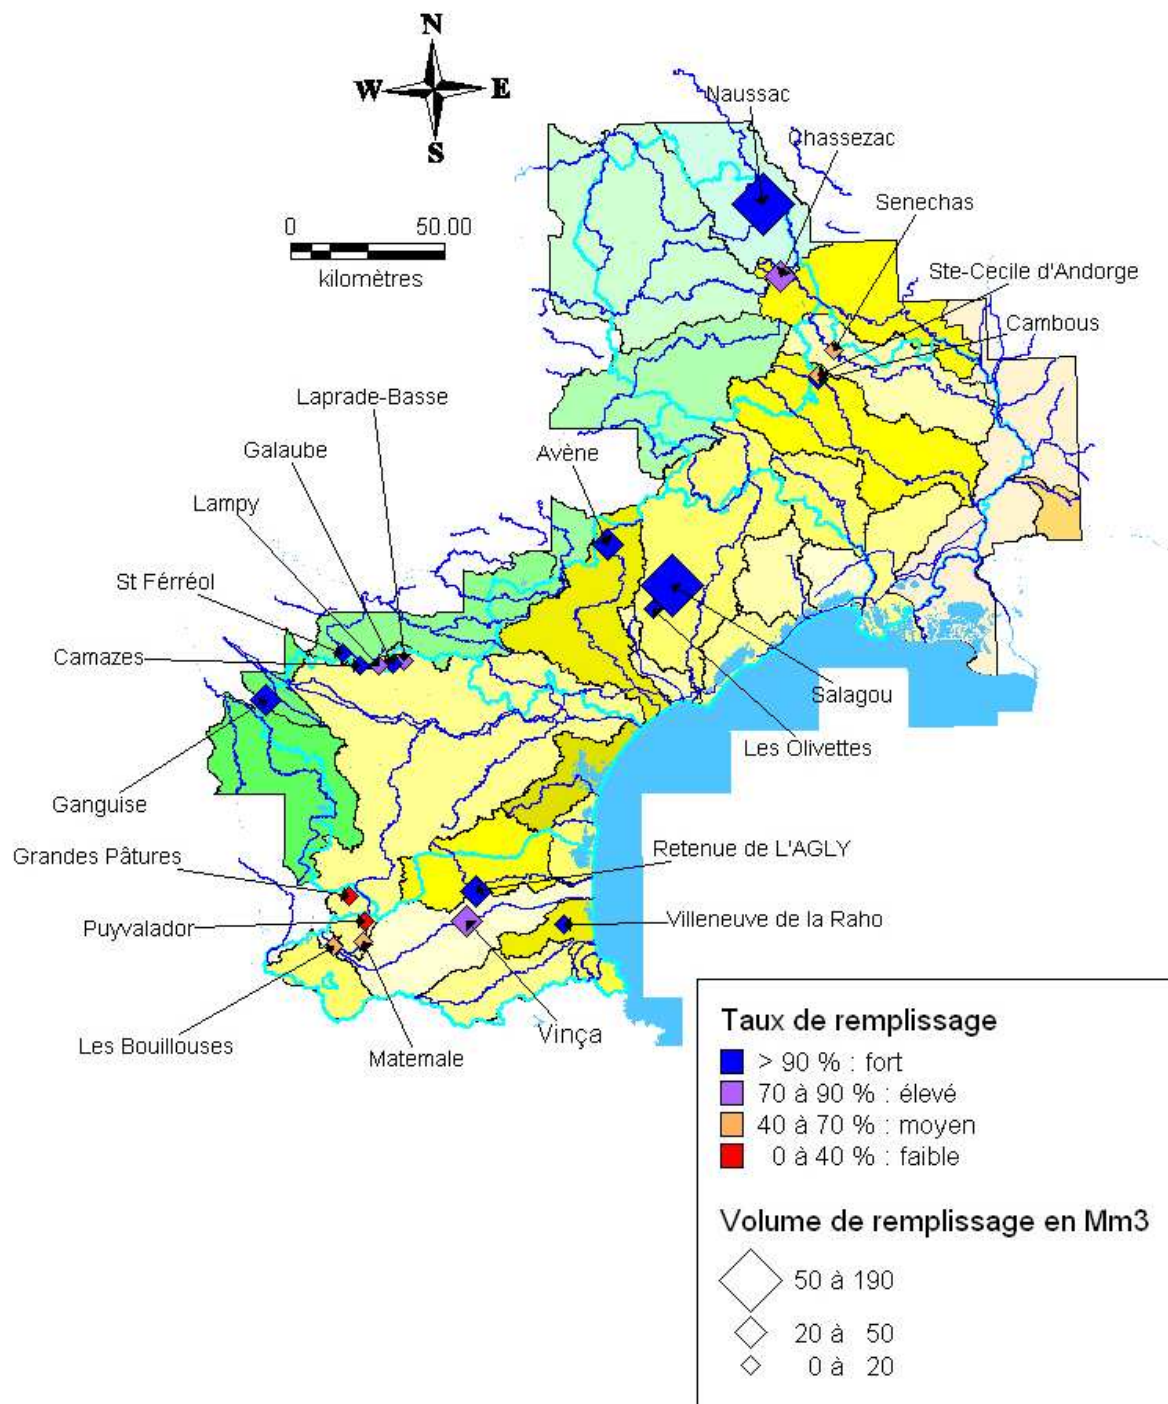 N
W E
S
0 50.00
kilomètres
Naussac
Chassezac
Senechas
Ste-Cecile d'Andorge
Cambous
Laprade-Basse
Galaube
Avène
Lampy
St Férréol
Camazes
Salagou
Les Olivettes
Ganguise
Grandes Pâtures
Retenue de L'AGLY
Puyvalador
Villeneuve de la Raho
Les Bouillouses
Matemale
Vinça
Taux de remplissage
> 90 % : fort
70 à 90 % : élevé
40 à 70 % : moyen
0 à 40 % : faible
Volume de remplissage en Mm3
50 à 190
20 à 50
0 à 20